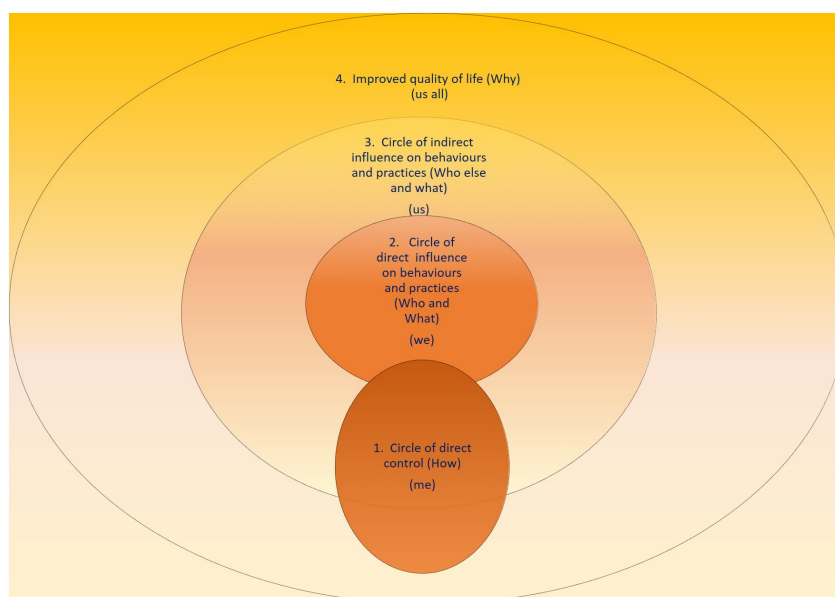 4. Improved quality of life (Why)
(us all)
3. Circle of indirect
influence on behaviours
and practices (Who else
and what)
(us)
2. Circle of
direct influence
on behaviours
and practices
(Who and
What)
(we)
1. Circle of direct
control (How)
(me)